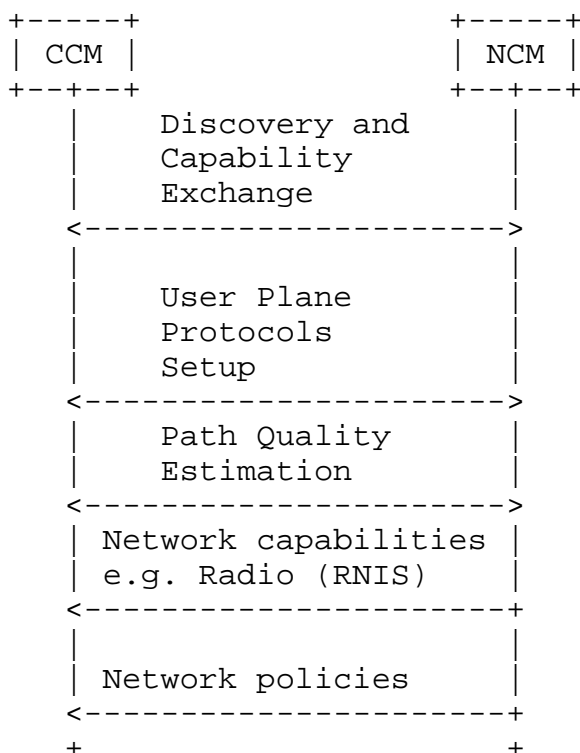 CCM NCM
Discovery and
Capability
Exchange
User Plane
Protocols
Setup
Path Quality
Estimation
Network capabilities
e.g. Radio (RNIS)
Network policies